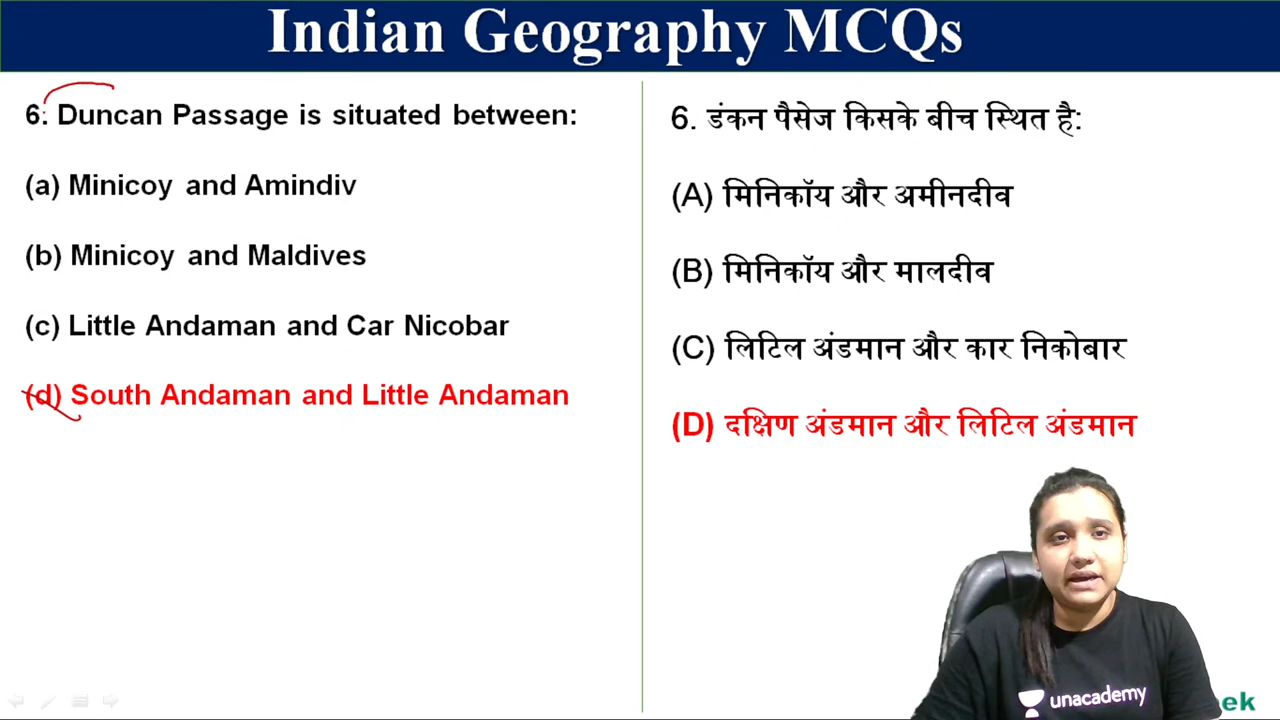 Indian Geography MCQs
6. Duncan Passage is situated between:
(a) Minicoy and Amindiv
(b) Minicoy and Maldives
(c) Little Andaman and Car Nicobar
(d) South Andaman and Little Andaman
6. डंकन पैसेज किसके बीच स्थित है:
(A) मिनिकॉय और अमीनदीव
(B) मिनिकॉय और मालदीव
(C) लिटिल अंडमान और कार निकोबार
(D) दक्षिण अंडमान और लिटिल अंडमान
unacademy